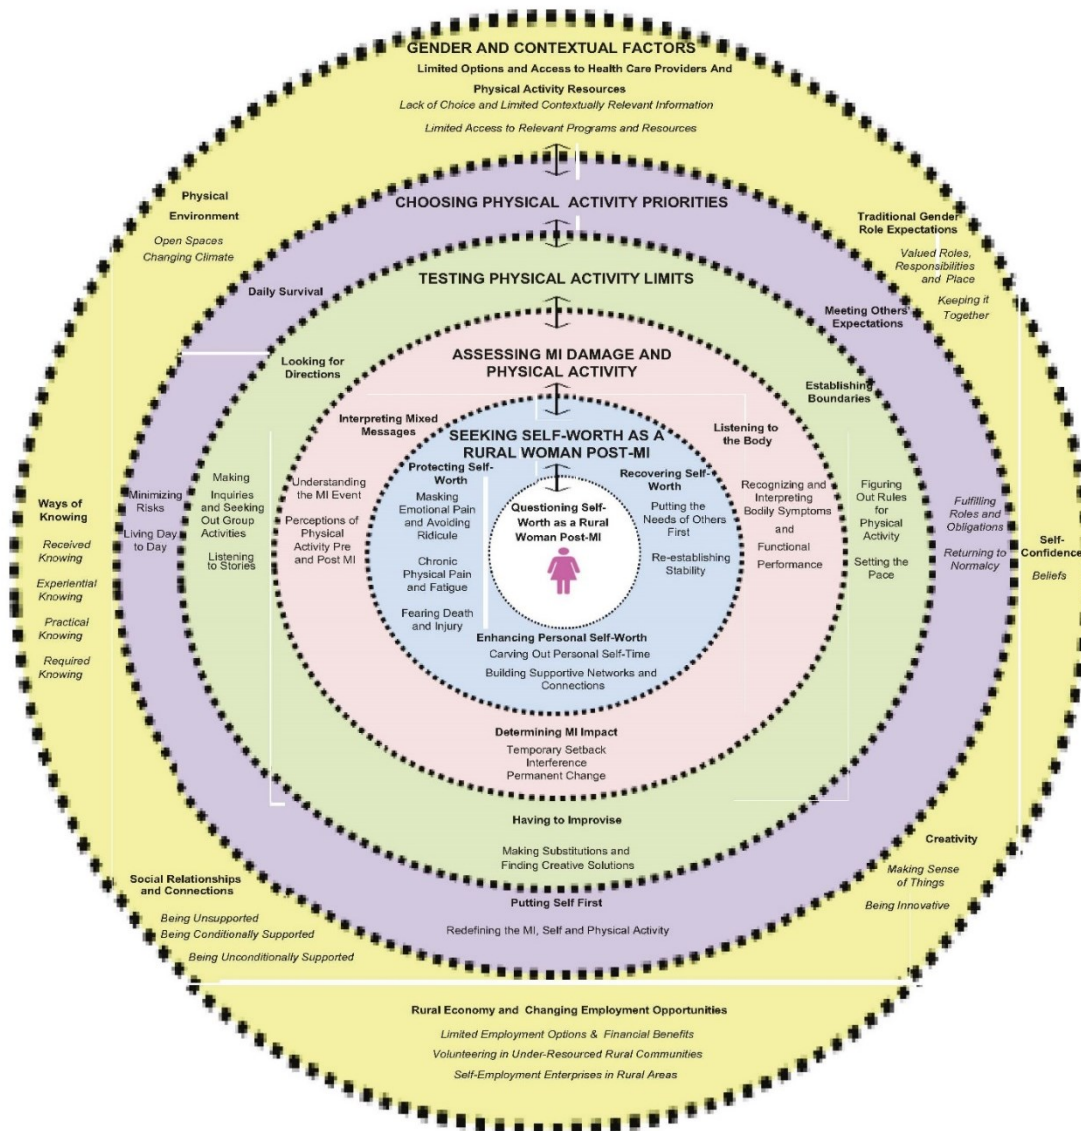 GENDER AND CONTEXTUAL FACTORS
Limited Options and Access to Health Care Providers And
Physical Activity Resources
Lack of Choice and Limited Contextually Relevant Information
Limited Access to Relevant Programs and Resources
Physical
Environment
Open Spaces
Changing Climate
Traditional Gender
Role Expectations
Valued Roles,
Responsibilities
and Place
Keeping it
Together
Ways of
Knowing
Received
Knowing
Experiential
Knowing
Practical
Knowing
Required
Knowing
Self-
Confidence
Beliefs
Social Relationships
and Connections
Being Unsupported
Being Conditionally Supported
Being Unconditionally Supported
Creativity
Making Sense
of Things
Being Innovative
Rural Economy and Changing Employment Opportunities
Limited Employment Options & Financial Benefits
Volunteering in Under-Resourced Rural Communities
Self-Employment Enterprises in Rural Areas
CHOOSING PHYSICAL ACTIVITY PRIORITIES
Daily Survival
Minimizing
Risks
Living Day to
Day
Meeting Others'
Expectations
Fulfilling
Roles and
Obligations
Returning to
Normalcy
Putting Self First
Redefining the MI, Self and Physical Activity
TESTING PHYSICAL ACTIVITY LIMITS
Looking for
Directions
Making
Inquiries and
Seeking
Out Group
Activities
Listening
to Stories
Establishing
Boundaries
Figuring
Out Rules
for
Physical
Activity
Setting the
Pace
Having to Improvise
Making Substitutions and
Finding Creative Solutions
ASSESSING MI DAMAGE AND
PHYSICAL ACTIVITY
Interpreting Mixed
Messages
Understanding
the MI Event
Perceptions of
Physical
Activity Pre
and Post MI
Listening to
the Body
Recognizing and
Interpreting
Bodily Symptoms
and
Functional
Performance
Determining MI Impact
Temporary Setback
Interference
Permanent Change
SEEKING SELF-WORTH AS A
RURAL WOMAN POST-MI
Protecting Self-
Worth
Masking
Emotional Pain
and Avoiding
Ridicule
Chronic
Physical Pain
and Fatigue
Fearing Death
and Injury
Recovering Self-
Worth
Putting the
Needs of Others
First
Re-establishing
Stability
Enhancing Personal Self-Worth
Carving Out Personal Self-Time
Building Supportive Networks and
Connections
Questioning Self-
Worth as a Rural
Woman Post-MI